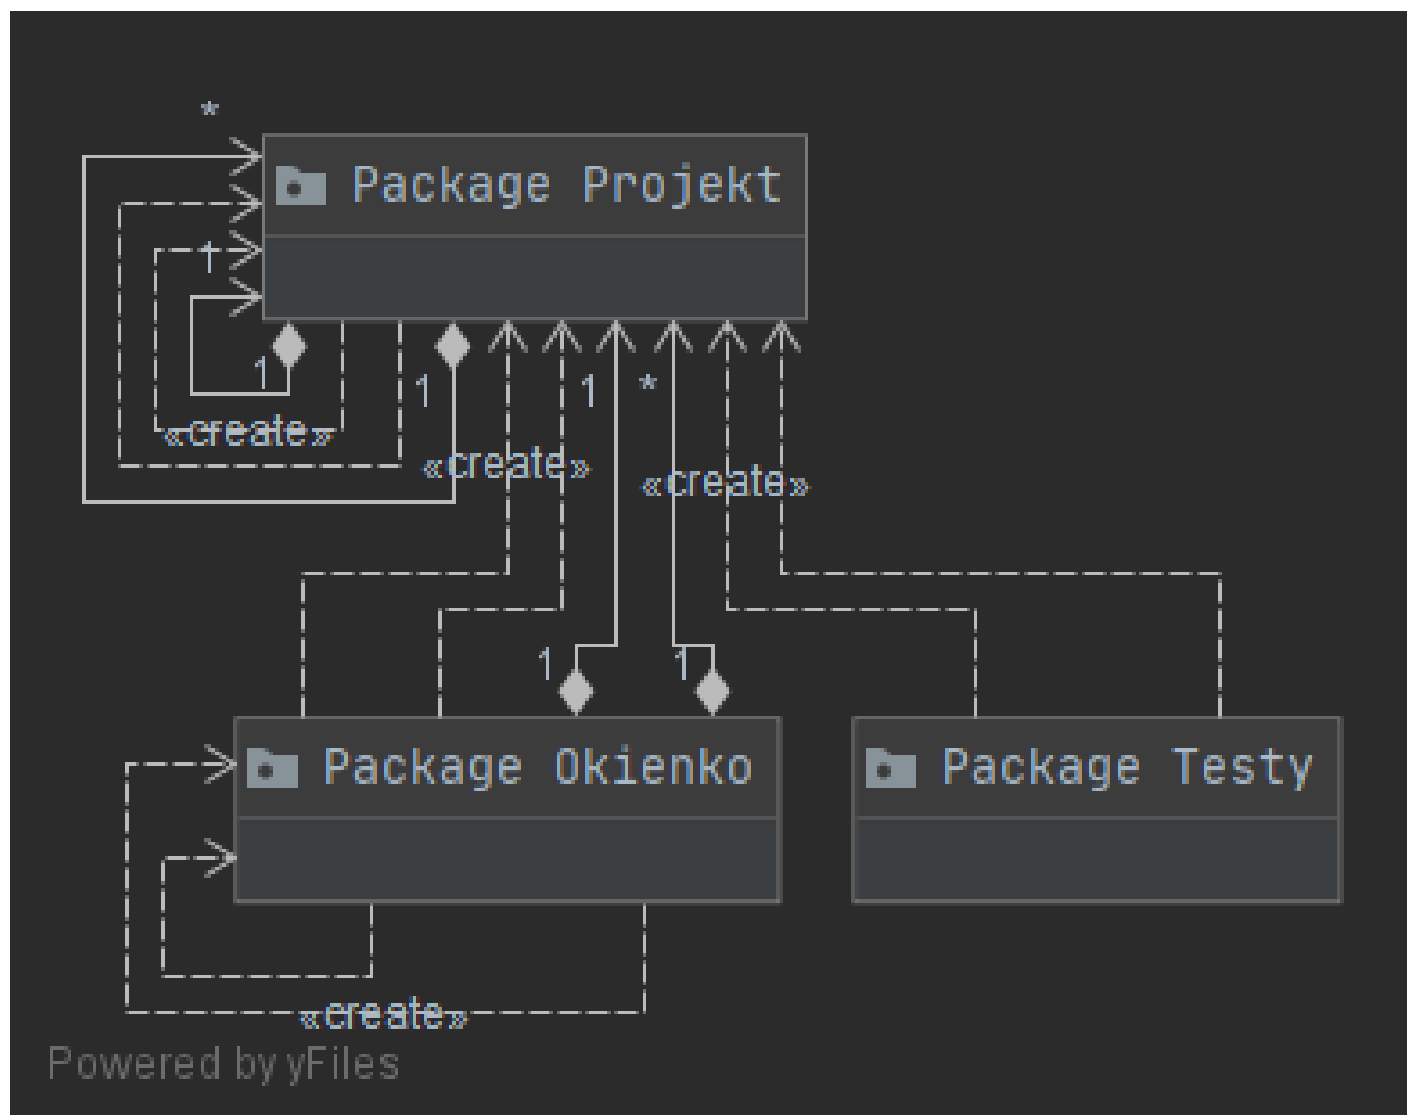 *
Package Projekt
1
1
1
1
*
«create»
«create»
«create»
1
1
Package Okienko
Package Testy
«create»
Powered by yFiles